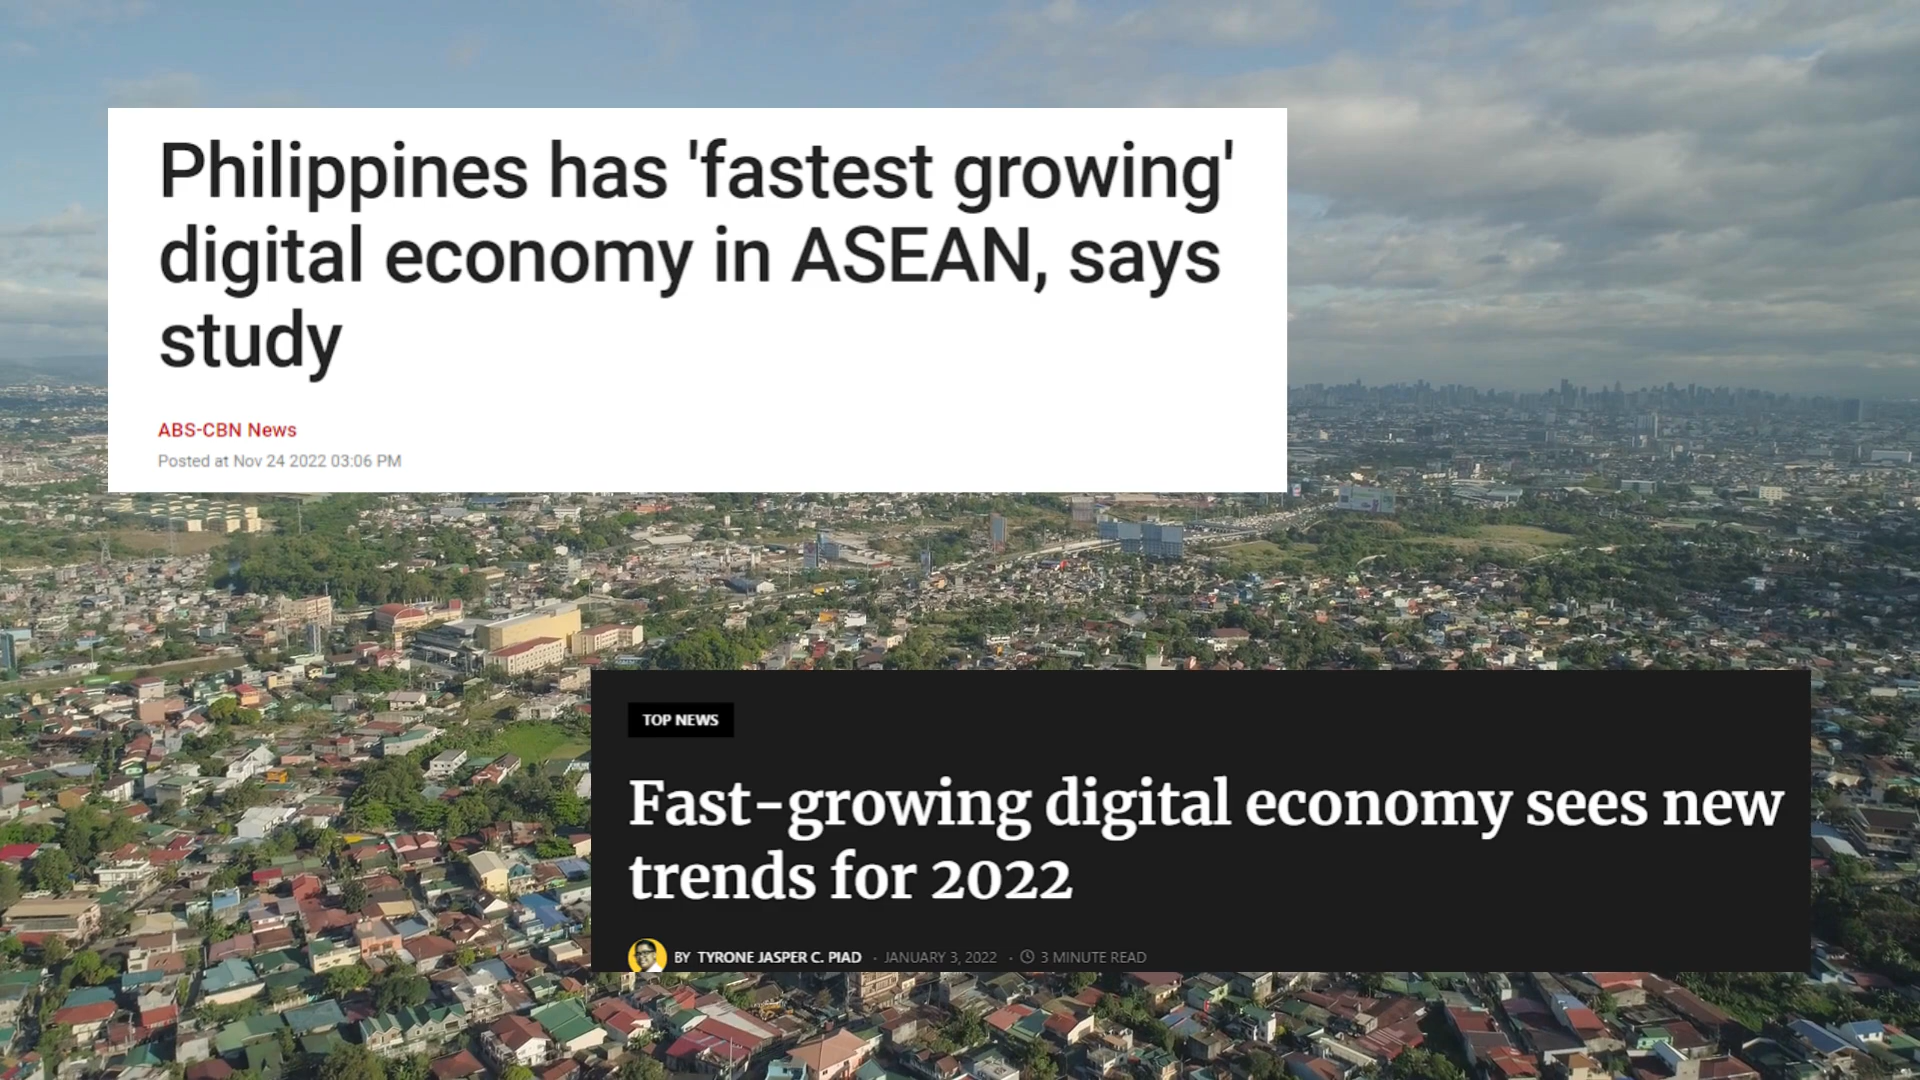 Philippines has 'fastest growing'
digital economy in ASEAN, says
study
ABS-CBN News
Posted at Nov 24 2022 03:06 PM
TOP NEWS
Fast-growing digital economy sees new
trends for 2022
BY TYRONE JASPER C. PIAD · JANUARY 3, 2022 · 3 MINUTE READ